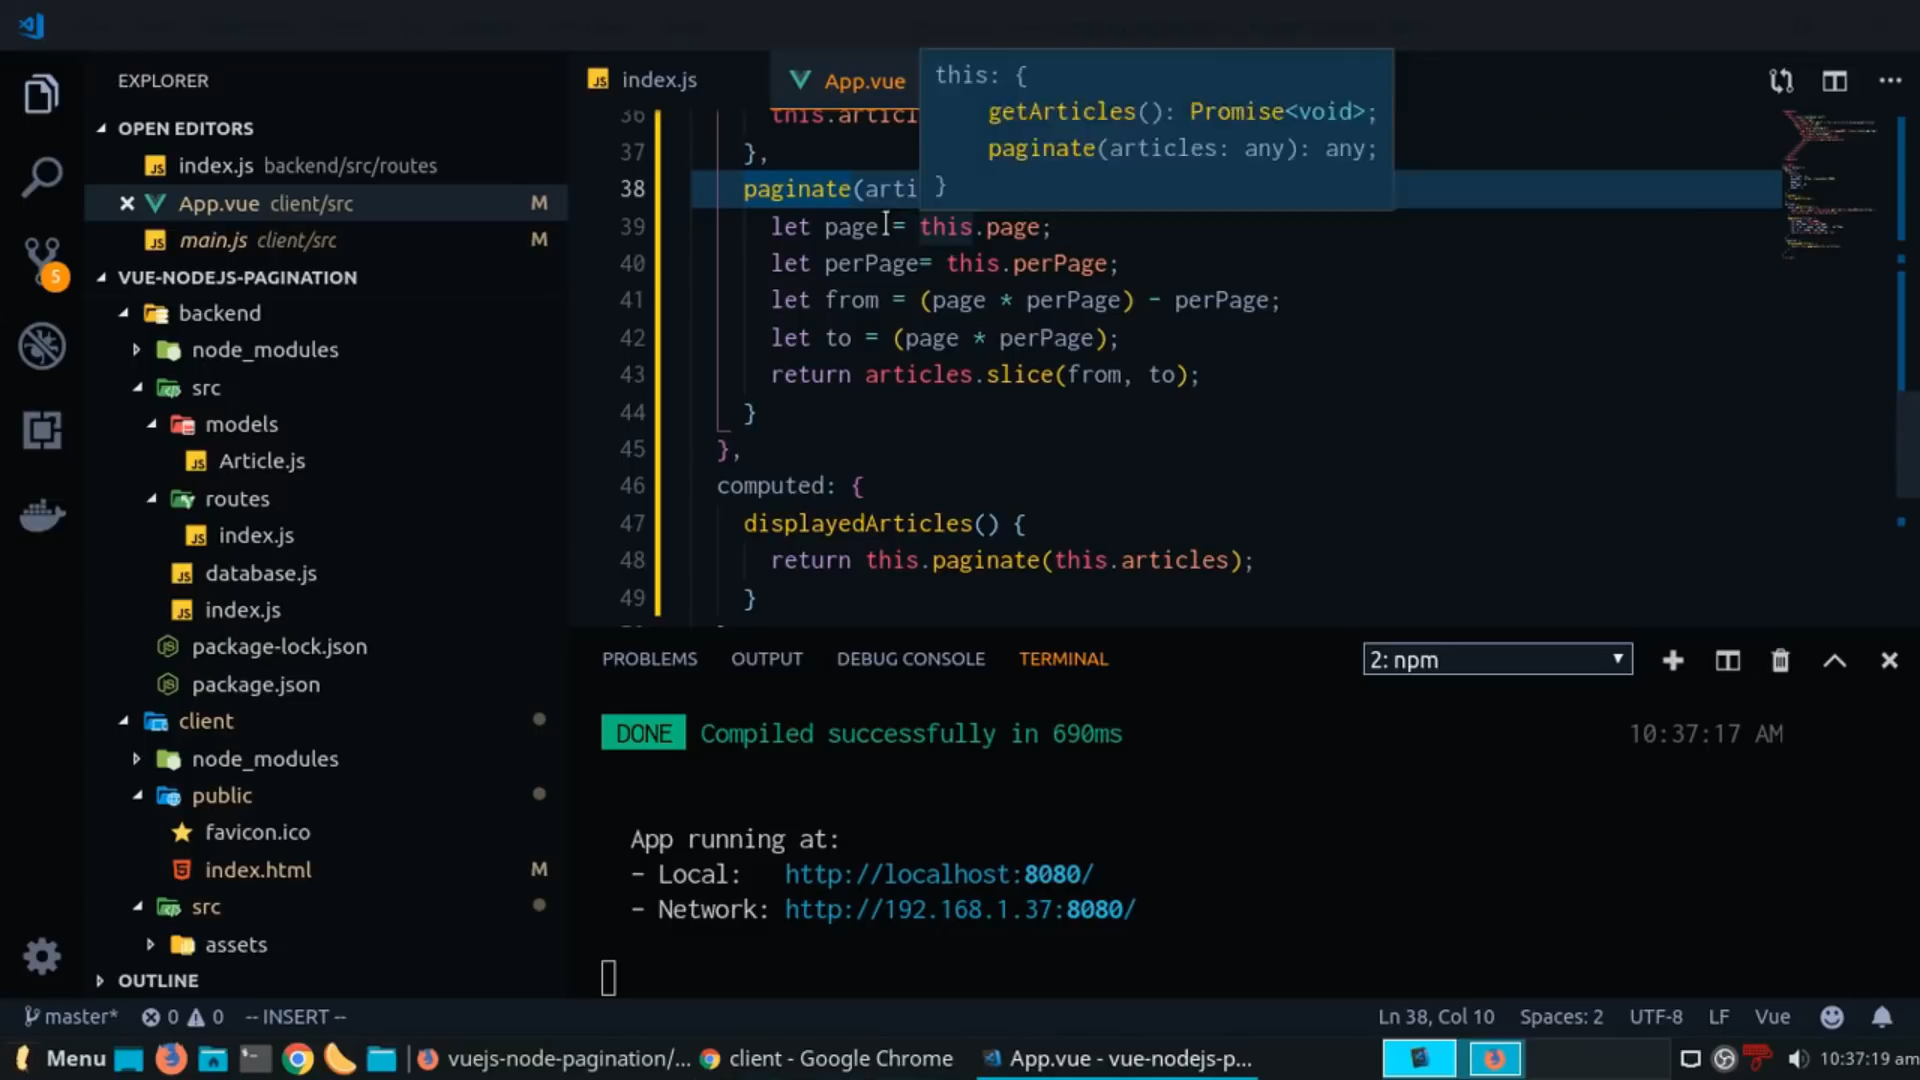 EXPLORER
OPEN EDITORS
index.js backend/src/routes
App.vue client/src M
main.js client/src M
5
VUE-NODEJS-PAGINATION
backend
node_modules
src
models
Article.js
routes
index.js
database.js
index.js
package-lock.json
package.json
client
node_modules
public
favicon.ico
index.html M
src
assets
OUTLINE
index.js
App.vue
this: {
getArticles(): Promise<void>;
paginate(articles: any): any;
}
36 this.articl
37 },
38 paginate(arti
39 let page = this.page;
40 let perPage= this.perPage;
41 let from = (page * perPage) - perPage;
42 let to = (page * perPage);
43 return articles.slice(from, to);
44 }
45 },
46 computed: {
47 displayedArticles() {
48 return this.paginate(this.articles);
49 }
PROBLEMS OUTPUT DEBUG CONSOLE TERMINAL 2: npm
DONE Compiled successfully in 690ms 10:37:17 AM
App running at:
- Local: http://localhost:8080/
- Network: http://192.168.1.37:8080/
master* 0 0 -- INSERT -- Ln 38, Col 10 Spaces: 2 UTF-8 LF Vue
Menu vuejs-node-pagination/... client - Google Chrome App.vue - vue-nodejs-p... 10:37:19 am